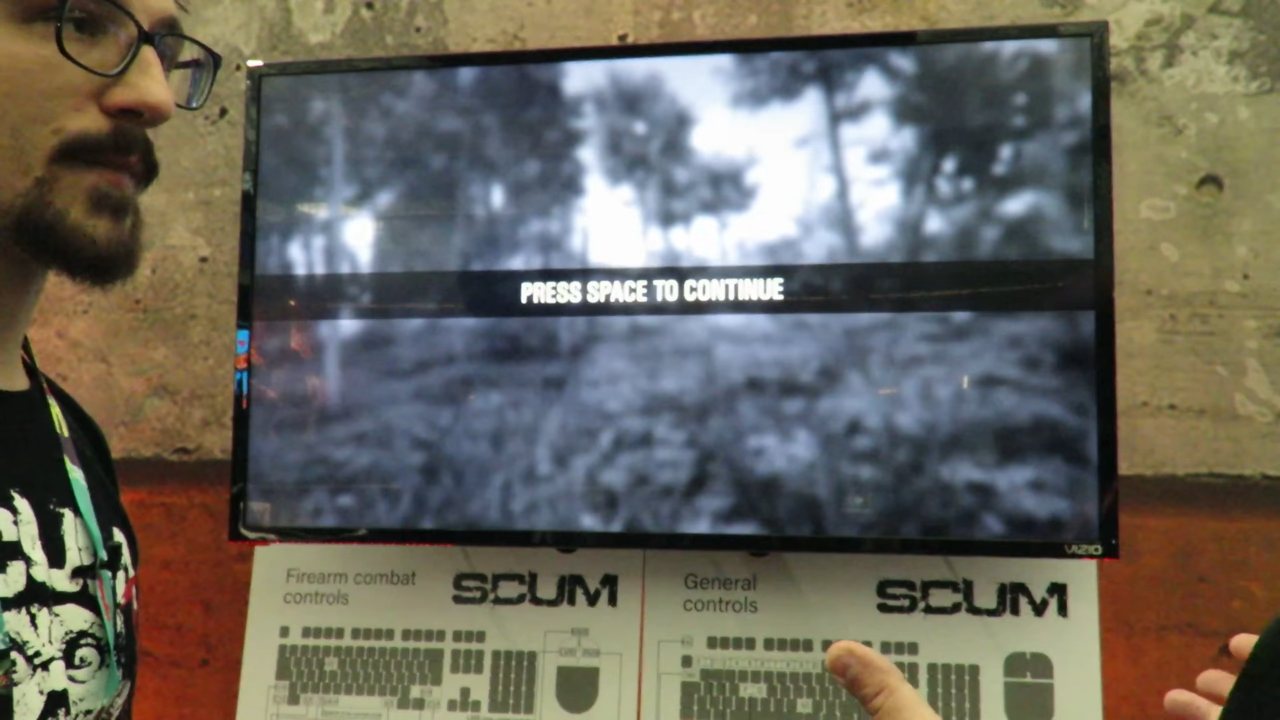 PRESS SPACE TO CONTINUE
VIZIO
Firearm combat
controls
SCUM
General
controls
SCUM